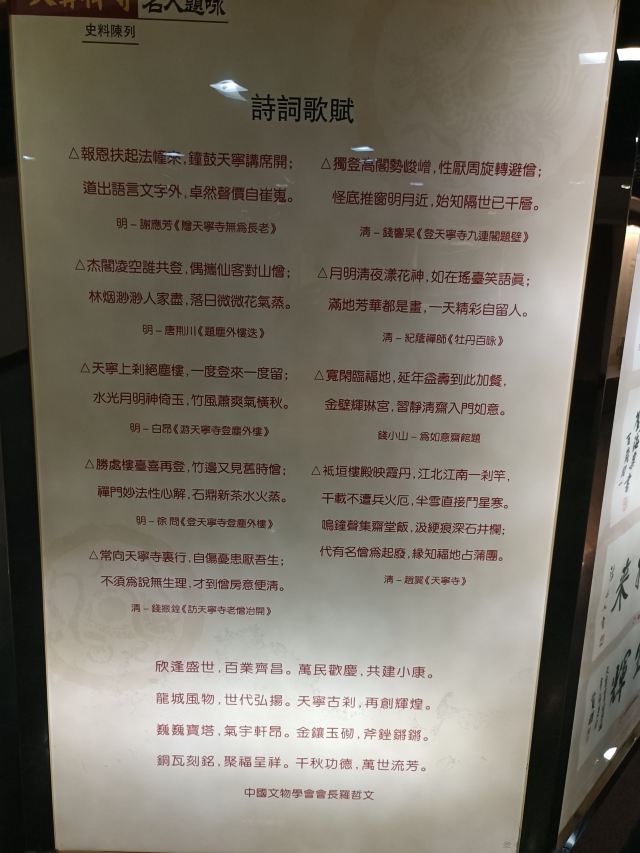 名人題咏
史料陳列
詩詞歌賦
△報恩扶起法幢來，鐘鼓天寧講席開；
道出語言文字外，卓然聲價自崔嵬。
明－謝應芳《贈天寧寺無為長老》
△杰閣凌空誰共登，偶攜仙客對山僧；
林烟渺渺人家盡，落日微微花氣蒸。
明－唐荆川《題塵外樓迭》
△天寧上刹絕塵樓，一度登來一度留；
水光月明神倚玉，竹風蕭爽氣橫秋。
明－白昂《游天寧寺登塵外樓》
△勝處樓臺喜再登，竹邊又見舊時僧；
禪門妙法性心解，石鼎新茶水火蒸。
明－徐問《登天寧寺登塵外樓》
△常向天寧寺裏行，自傷憂患厭吾生；
不須為說無生理，才到僧房意便清。
清－錢振鍠《訪天寧寺老僧冶開》
△獨登高閣勢峻嶒，性厭周旋轉避僧；
怪底推窗明月近，始知隔世已千層。
清－錢響杲《登天寧寺九連閣題壁》
△月明清夜漾花神，如在瑤臺笑語真；
滿地芳華都是畫，一天精彩自留人。
清－紀蔭禪師《牡丹百咏》
△寬閑臨福地，延年益壽到此加餐，
金壁輝琳宮，習靜清齋入門如意。
錢小山－為如意齋館題
△祇垣樓殿映霞丹，江北江南一刹竿，
千載不遭兵火厄，半雪直接鬥星寒。
鳴鐘聲集齋堂飯，汲綆痕深石井欄；
代有名僧為起廢，緣知福地占蒲團。
清－趙翼《天寧寺》
欣逢盛世，百業齊昌。萬民歡慶，共建小康。
龍城風物，世代弘揚。天寧古刹，再創輝煌。
巍巍寶塔，氣宇軒昂。金鑲玉砌，斧銼鏘鏘。
銅瓦刻銘，聚福呈祥。千秋功德，萬世流芳。
中國文物學會會長羅哲文